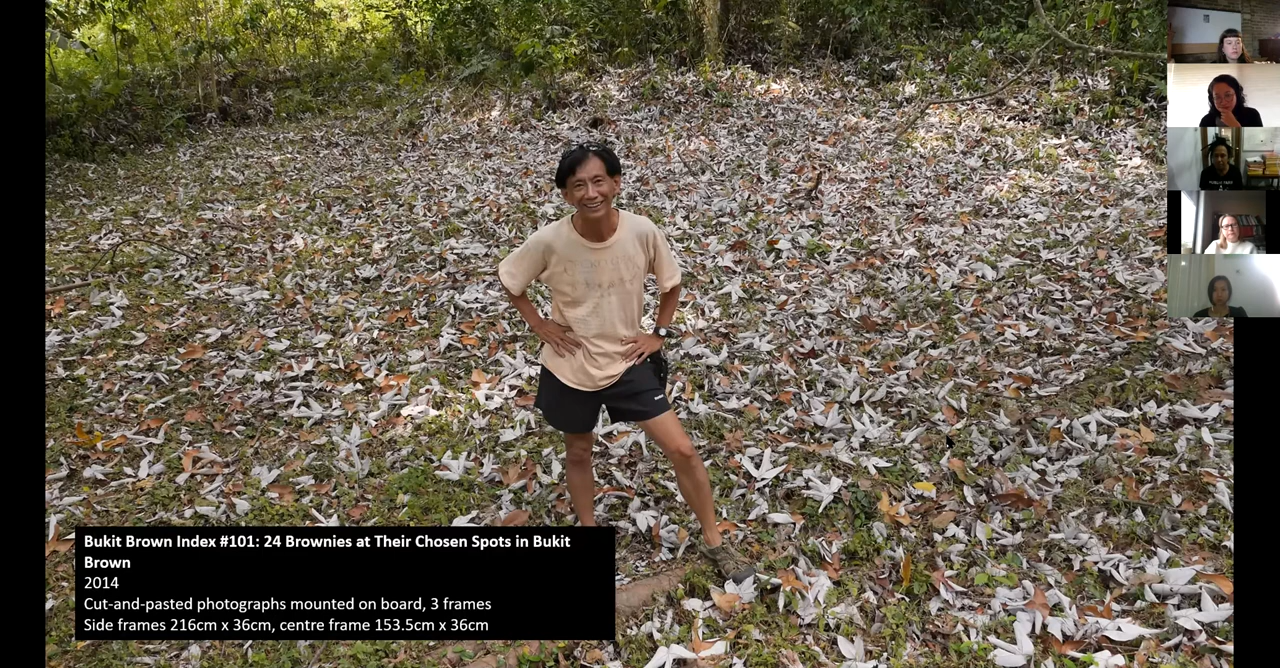 Bukit Brown Index #101: 24 Brownies at Their Chosen Spots in Bukit
Brown
2014
Cut-and-pasted photographs mounted on board, 3 frames
Side frames 216cm x 36cm, centre frame 153.5cm x 36cm